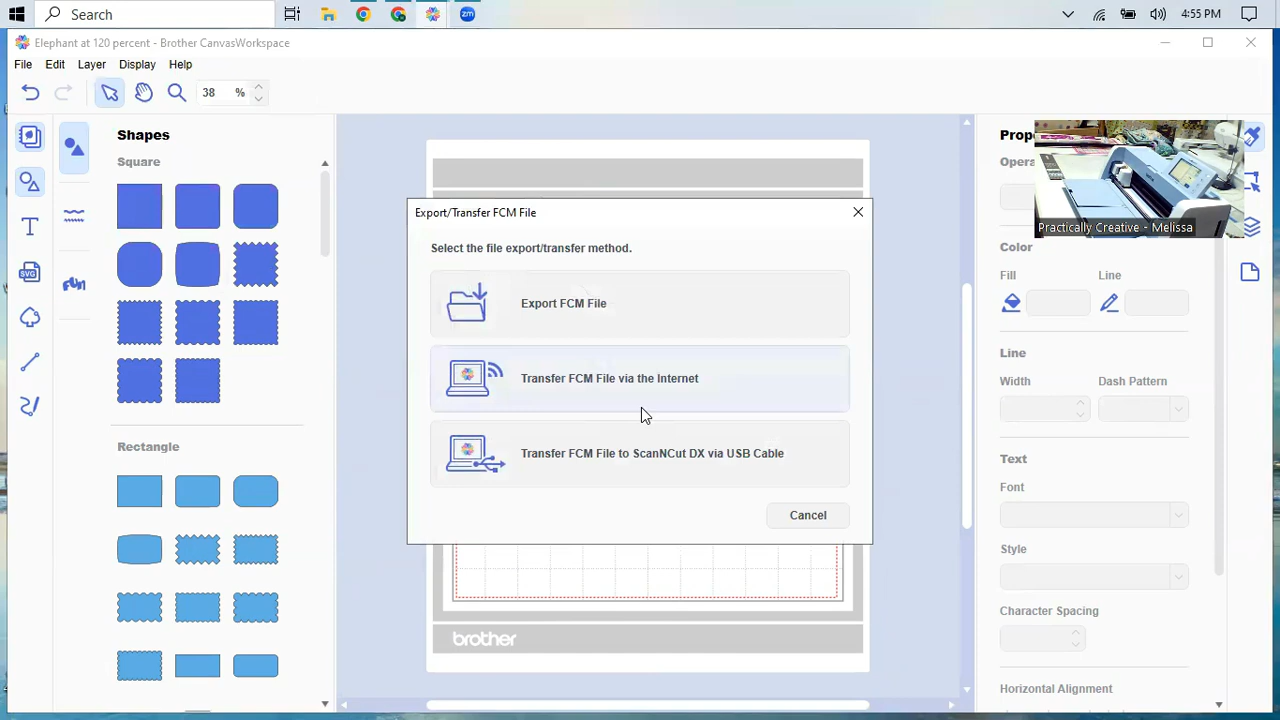 Search
4:55 PM
Elephant at 120 percent - Brother CanvasWorkspace
File Edit Layer Display Help
38 %
Shapes
Square
Rectangle
Export/Transfer FCM File
Select the file export/transfer method.
Export FCM File
Transfer FCM File via the Internet
Transfer FCM File to ScanNCut DX via USB Cable
Cancel
brother
SVG
Fun
zm
Practically Creative - Melissa
Color
Fill Line
Line
Width Dash Pattern
Text
Font
Style
Character Spacing
Horizontal Alignment